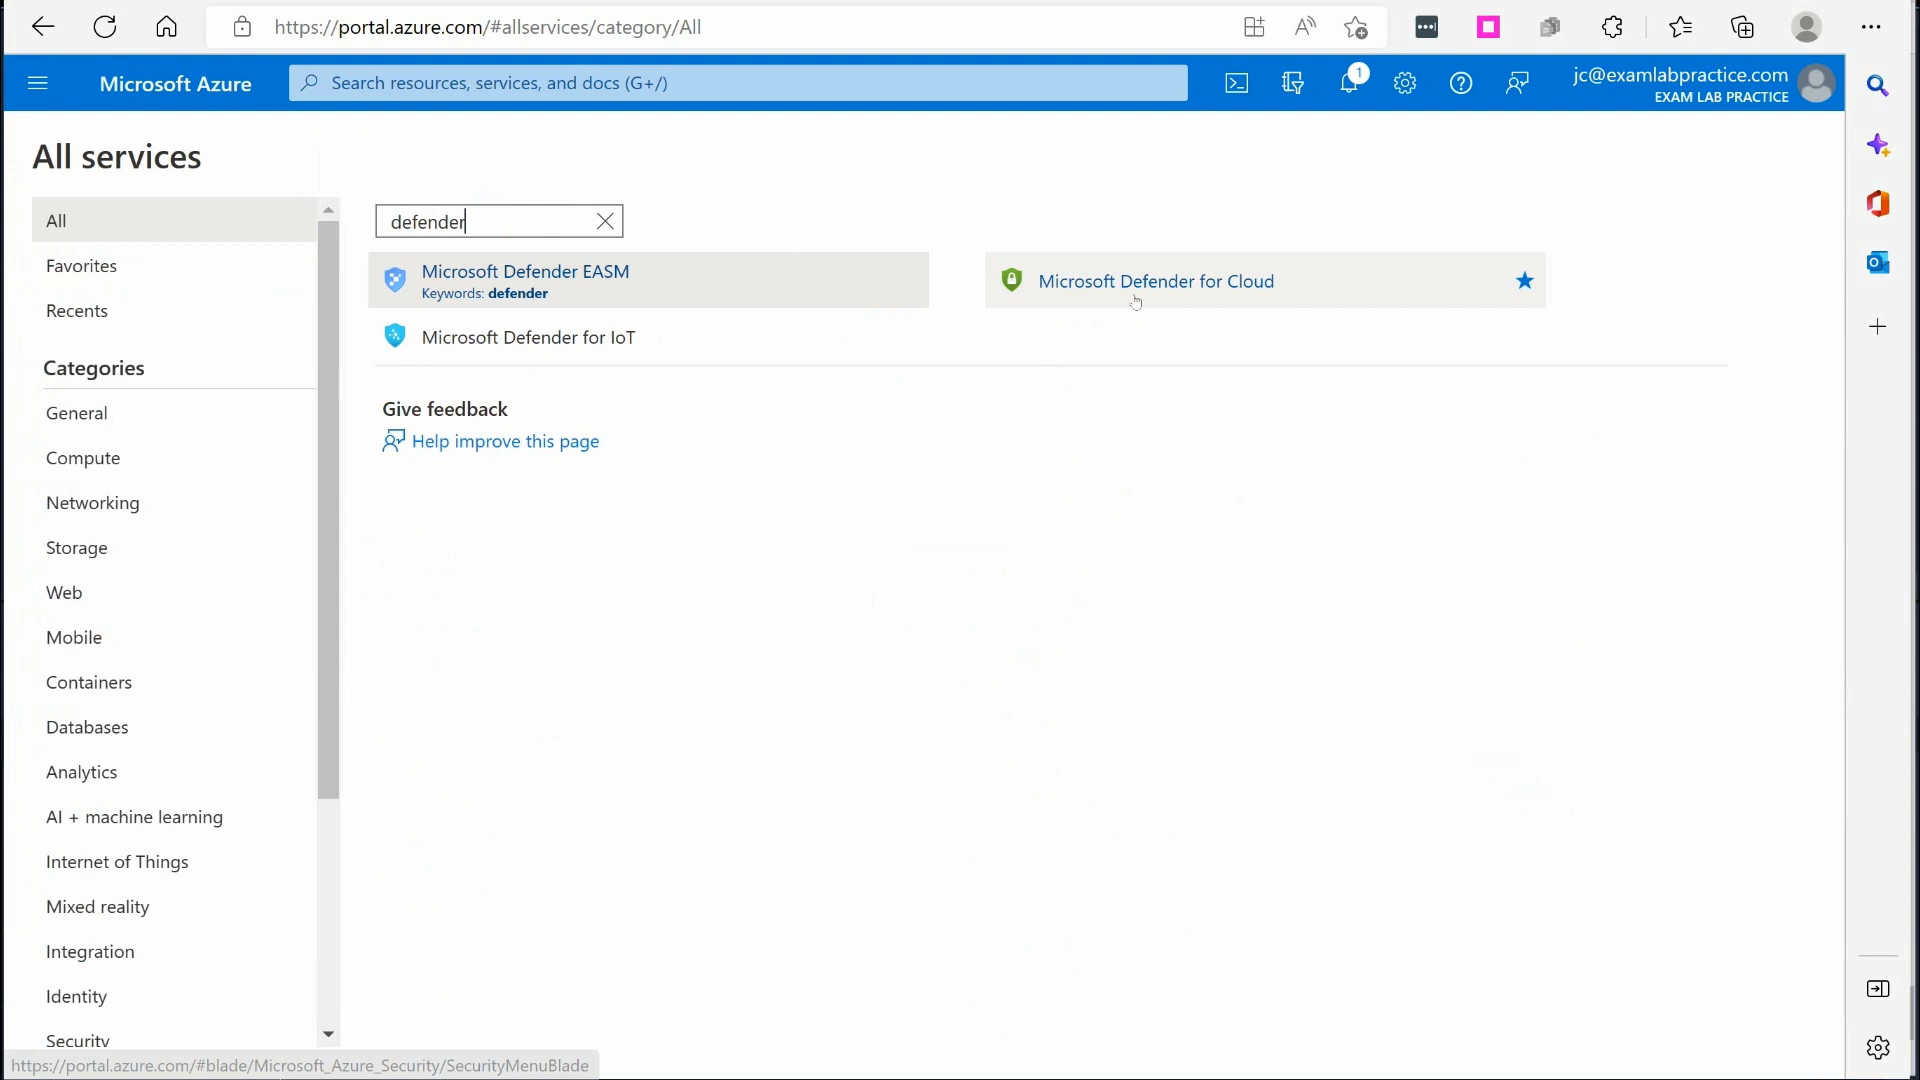 https://portal.azure.com/#allservices/category/All
Microsoft Azure
Search resources, services, and docs (G+/)
1
jc@examlabpractice.com
EXAM LAB PRACTICE
All services
All
Favorites
Recents
Categories
General
Compute
Networking
Storage
Web
Mobile
Containers
Databases
Analytics
AI + machine learning
Internet of Things
Mixed reality
Integration
Identity
Security
defender
Microsoft Defender EASM
Keywords: defender
Microsoft Defender for Cloud
Microsoft Defender for IoT
Give feedback
Help improve this page
https://portal.azure.com/#blade/Microsoft_Azure_Security/SecurityMenuBlade